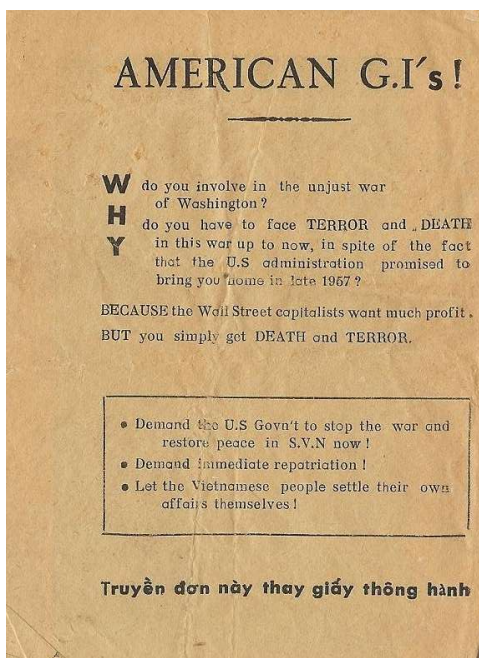 AMERICAN G.I's!
WHY do you involve in the unjust war
of Washington?
do you have to face TERROR and DEATH
in this war up to now, in spite of the fact
that the U.S administration promised to
bring you home in late 1967?
BECAUSE the Wall Street capitalists want much profit.
BUT you simply get DEATH and TERROR.
• Demand the U.S Govn't to stop the war and
restore peace in S.V.N now!
• Demand immediate repatriation!
• Let the Vietnamese people settle their own
affairs themselves!
Truyền đơn này thay giấy thông hành